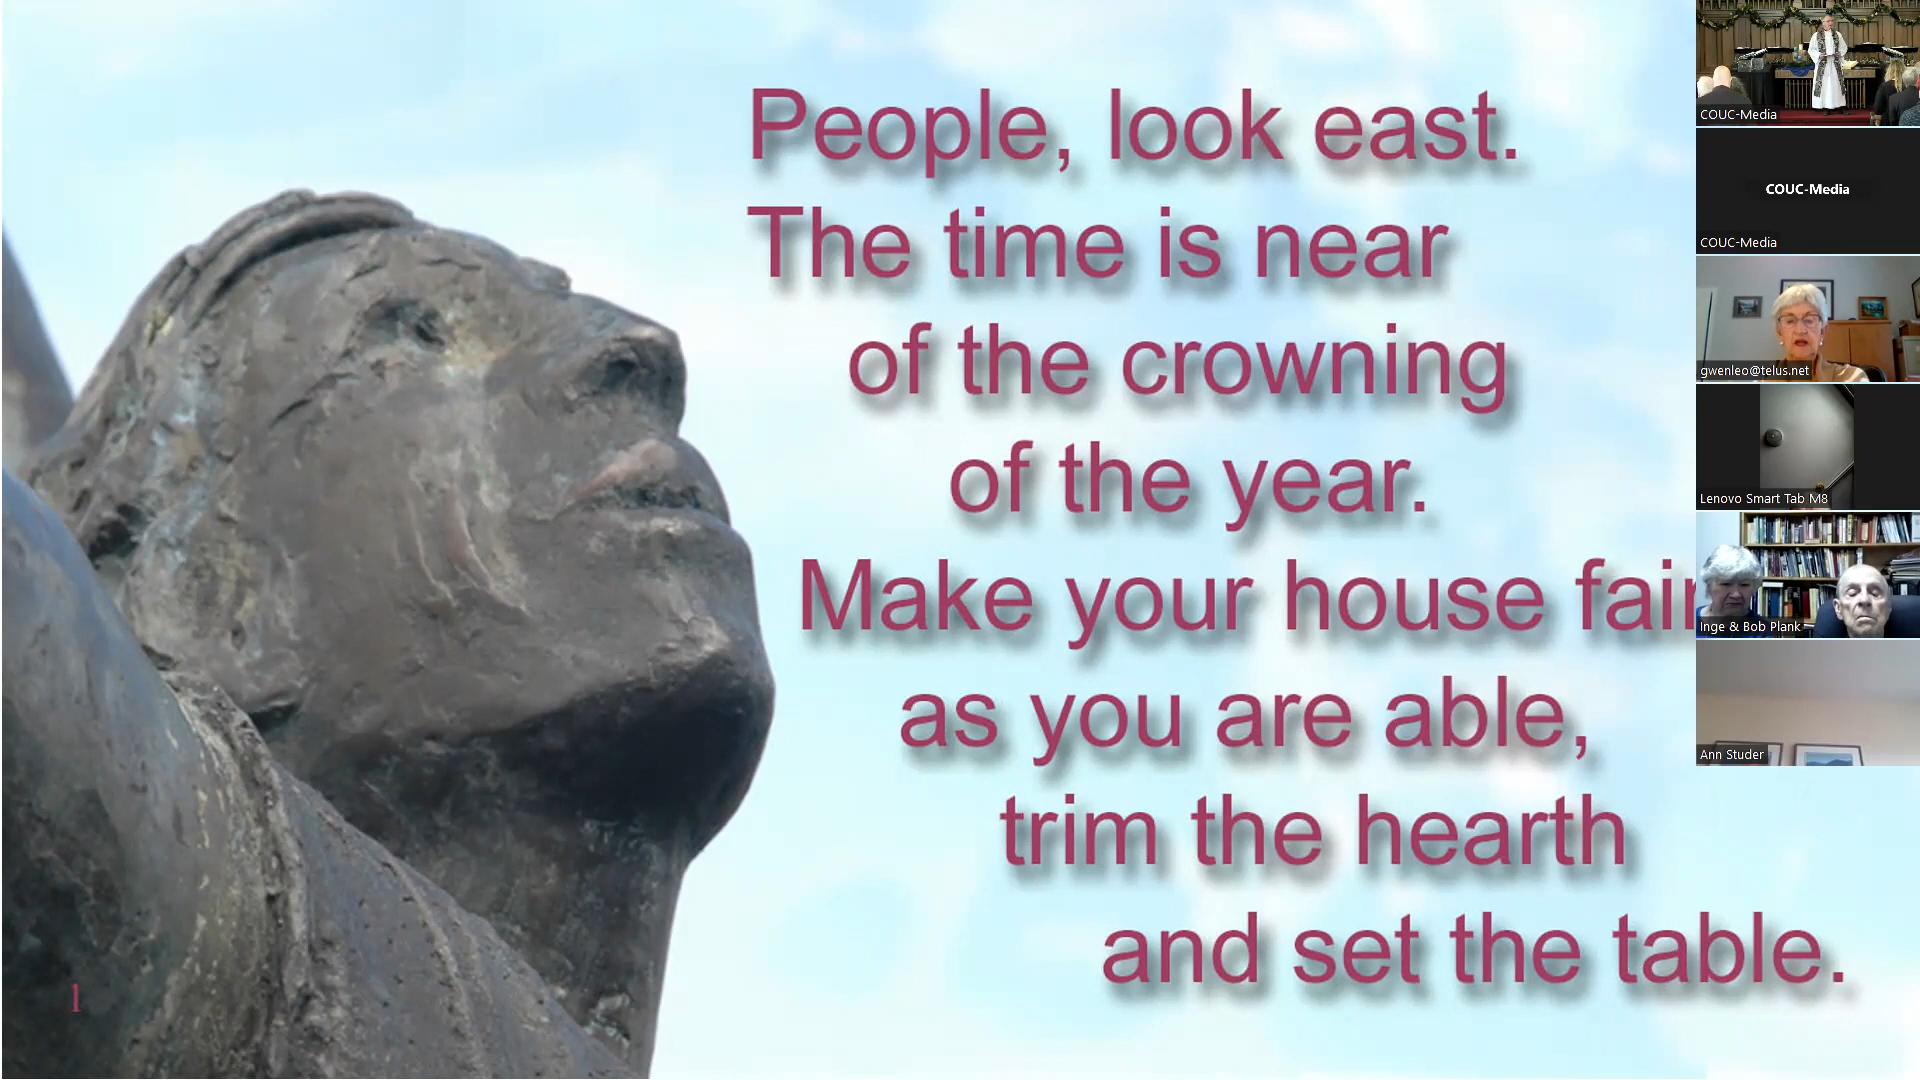 People, look east.
The time is near
of the crowning
of the year.
Make your house fair
as you are able,
trim the hearth
and set the table.
1
COUC-Media
COUC-Media
COUC-Media
gwenleo@telus.net
Lenovo Smart Tab M8
Inge & Bob Plank
Ann Studer